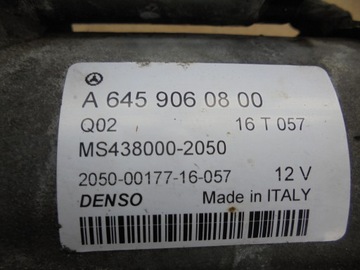 A 645 906 08 00
Q02 16 T 057
MS438000-2050
2050-00177-16-057 12 V
DENSO Made in ITALY